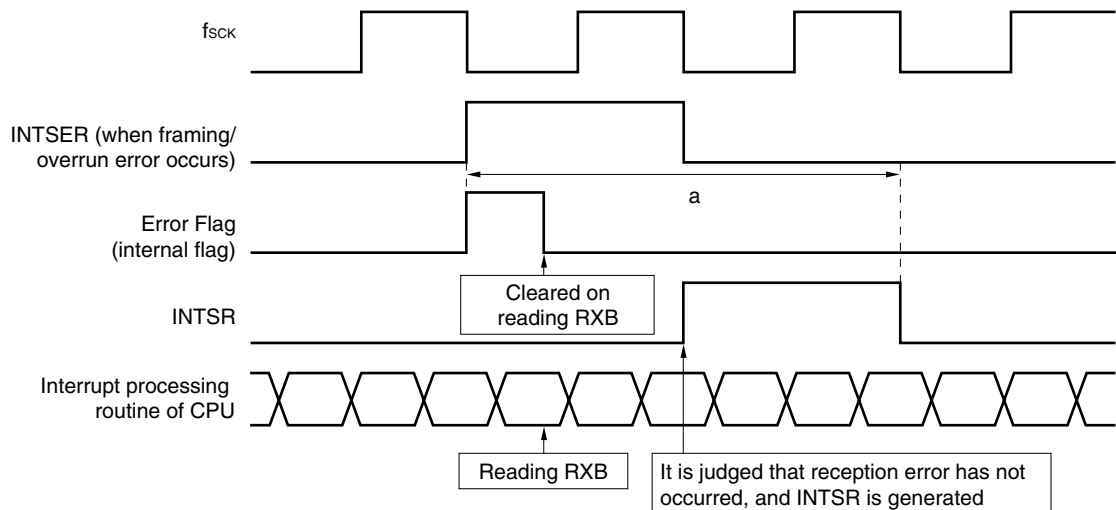 fSCK
INTSER (when framing/
overrun error occurs)
a
Error Flag
(internal flag)
Cleared on
reading RXB
INTSR
Interrupt processing
routine of CPU
Reading RXB
It is judged that reception error has not
occurred, and INTSR is generated